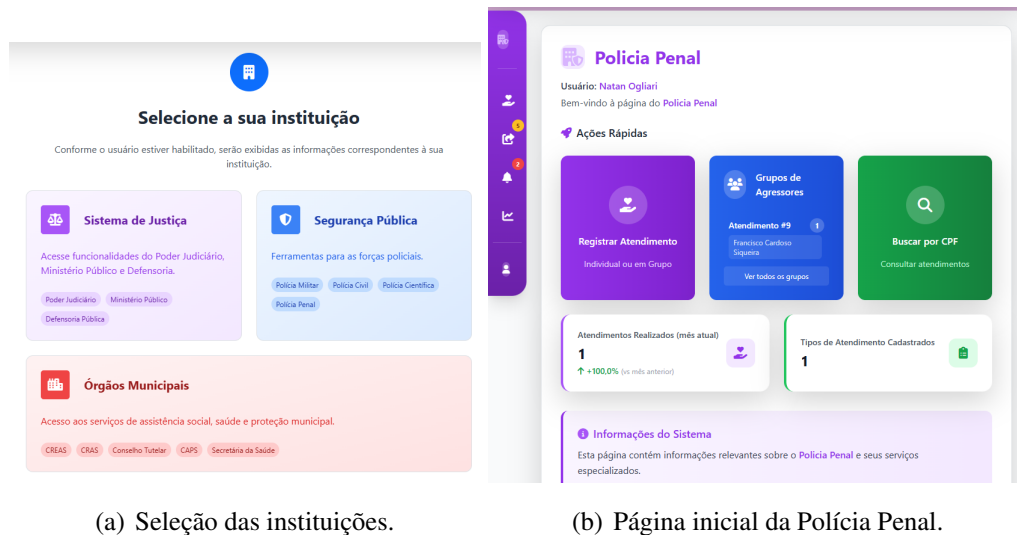 Selecione a sua instituição
Conforme o usuário estiver habilitado, serão exibidas as informações correspondentes à sua
instituição.
Sistema de Justiça
Acesse funcionalidades do Poder Judiciário,
Ministério Público e Defensoria.
Poder Judiciário
Ministério Público
Defensoria Pública
Segurança Pública
Ferramentas para as forças policiais.
Polícia Militar
Polícia Civil
Polícia Científica
Polícia Penal
Órgãos Municipais
Acesso aos serviços de assistência social, saúde e proteção municipal.
CREAS
CRAS
Conselho Tutelar
CAPS
Secretária da Saúde
(a) Seleção das instituições.
5
2
Policia Penal
Usuário: Natan Ogliari
Bem-vindo à página do Policia Penal
Ações Rápidas
Registrar Atendimento
Individual ou em Grupo
Grupos de
Agressores
Atendimento #9
1
Francisco Cardoso
Siqueira
Ver todos os grupos
Buscar por CPF
Consultar atendimentos
Atendimentos Realizados (mês atual)
1
↑ +100,0% (vs mês anterior)
Tipos de Atendimento Cadastrados
1
Informações do Sistema
Esta página contém informações relevantes sobre o Policia Penal e seus serviços
especializados.
(b) Página inicial da Polícia Penal.